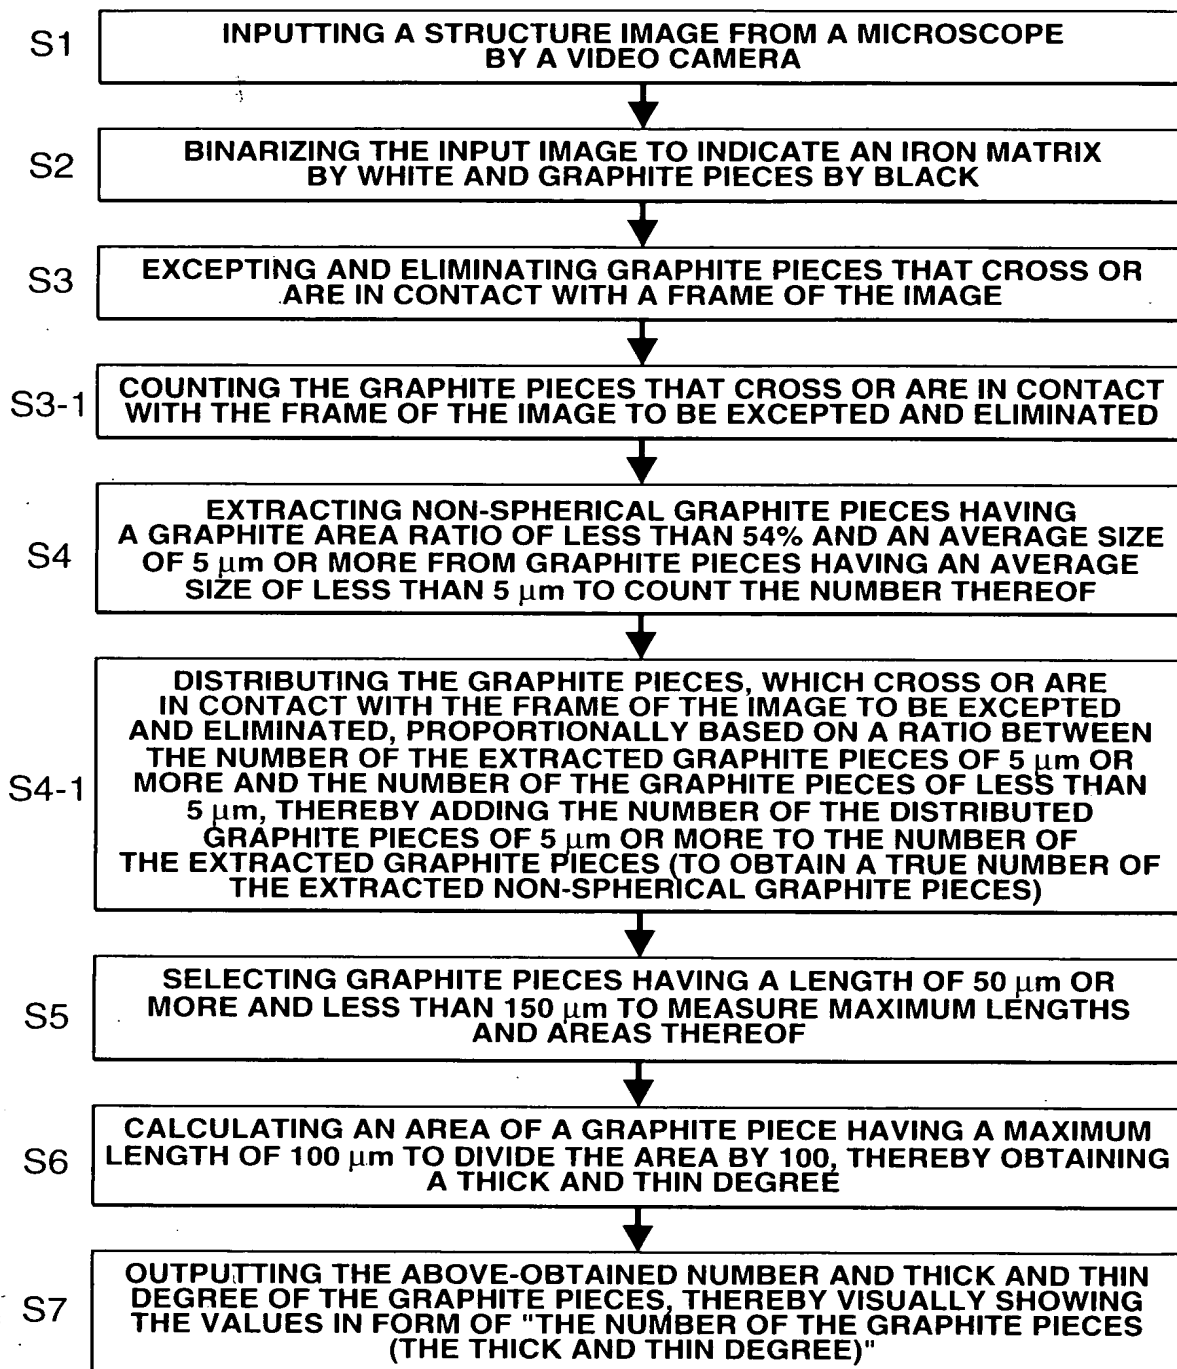 S1
INPUTTING A STRUCTURE IMAGE FROM A MICROSCOPE
BY A VIDEO CAMERA
S2
BINARIZING THE INPUT IMAGE TO INDICATE AN IRON MATRIX
BY WHITE AND GRAPHITE PIECES BY BLACK
S3
EXCEPTING AND ELIMINATING GRAPHITE PIECES THAT CROSS OR
ARE IN CONTACT WITH A FRAME OF THE IMAGE
S3-1
COUNTING THE GRAPHITE PIECES THAT CROSS OR ARE IN CONTACT
WITH THE FRAME OF THE IMAGE TO BE EXCEPTED AND ELIMINATED
S4
EXTRACTING NON-SPHERICAL GRAPHITE PIECES HAVING
A GRAPHITE AREA RATIO OF LESS THAN 54% AND AN AVERAGE SIZE
OF 5 μm OR MORE FROM GRAPHITE PIECES HAVING AN AVERAGE
SIZE OF LESS THAN 5 μm TO COUNT THE NUMBER THEREOF
S4-1
DISTRIBUTING THE GRAPHITE PIECES, WHICH CROSS OR ARE
IN CONTACT WITH THE FRAME OF THE IMAGE TO BE EXCEPTED
AND ELIMINATED, PROPORTIONALLY BASED ON A RATIO BETWEEN
THE NUMBER OF THE EXTRACTED GRAPHITE PIECES OF 5 μm OR
MORE AND THE NUMBER OF THE GRAPHITE PIECES OF LESS THAN
5 μm, THEREBY ADDING THE NUMBER OF THE DISTRIBUTED
GRAPHITE PIECES OF 5 μm OR MORE TO THE NUMBER OF
THE EXTRACTED GRAPHITE PIECES (TO OBTAIN A TRUE NUMBER OF
THE EXTRACTED NON-SPHERICAL GRAPHITE PIECES)
S5
SELECTING GRAPHITE PIECES HAVING A LENGTH OF 50 μm OR
MORE AND LESS THAN 150 μm TO MEASURE MAXIMUM LENGTHS
AND AREAS THEREOF
S6
CALCULATING AN AREA OF A GRAPHITE PIECE HAVING A MAXIMUM
LENGTH OF 100 μm TO DIVIDE THE AREA BY 100, THEREBY OBTAINING
A THICK AND THIN DEGREE
S7
OUTPUTTING THE ABOVE-OBTAINED NUMBER AND THICK AND THIN
DEGREE OF THE GRAPHITE PIECES, THEREBY VISUALLY SHOWING
THE VALUES IN FORM OF "THE NUMBER OF THE GRAPHITE PIECES
(THE THICK AND THIN DEGREE)"